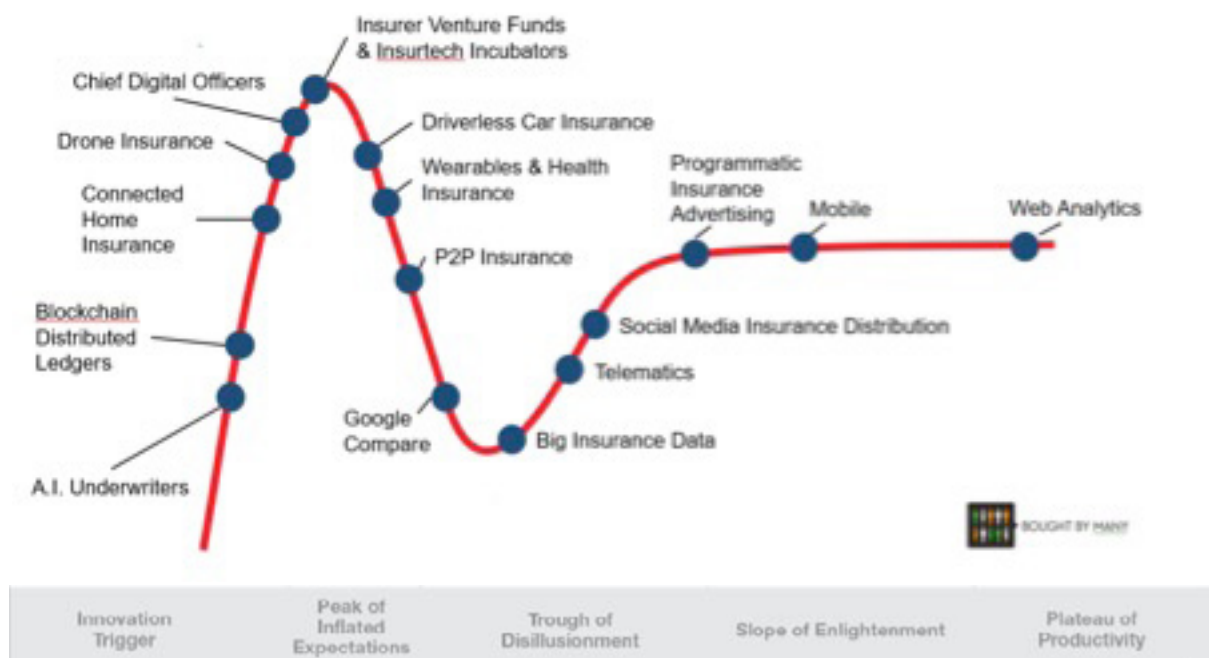 Insurer Venture Funds
& Insurtech Incubators
Chief Digital Officers
Drone Insurance
Connected
Home
Insurance
Blockchain
Distributed
Ledgers
A.I. Underwriters
Driverless Car Insurance
Wearables & Health
Insurance
P2P Insurance
Google
Compare
Big Insurance Data
Telematics
Social Media Insurance Distribution
Programmatic
Insurance
Advertising
Mobile
Web Analytics
BOUGHT BY MANY
Innovation
Trigger
Peak of
Inflated
Expectations
Trough of
Disillusionment
Slope of Enlightenment
Plateau of
Productivity